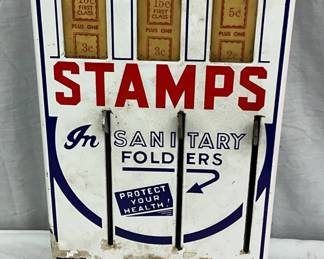 15¢ 15¢ 5¢
FIRST CLASS FIRST CLASS
PLUS ONE PLUS ONE PLUS ONE
3¢ 3¢ 2¢
STAMPS
In SANITARY
FOLDERS
PROTECT
YOUR
HEALTH!